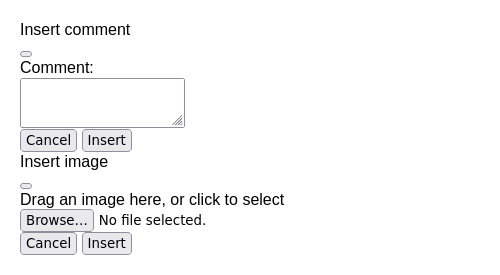 Insert comment
Comment:
Cancel Insert
Insert image
Drag an image here, or click to select
Browse... No file selected.
Cancel Insert